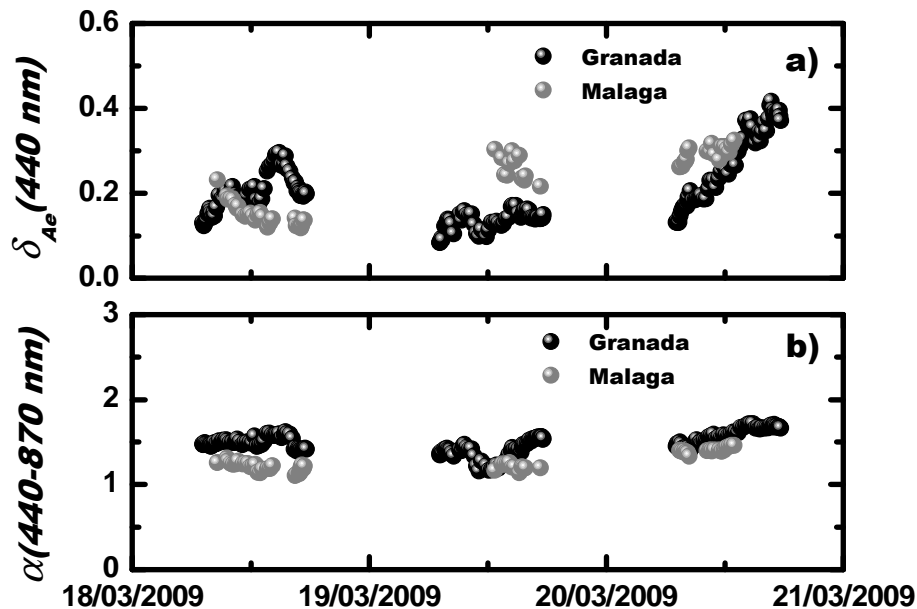 0.6
0.4
0.2
0.0
δ_Ae(440 nm)
Granada
Malaga
a)
3
2
1
0
α(440-870 nm)
Granada
Malaga
b)
18/03/2009 19/03/2009 20/03/2009 21/03/2009